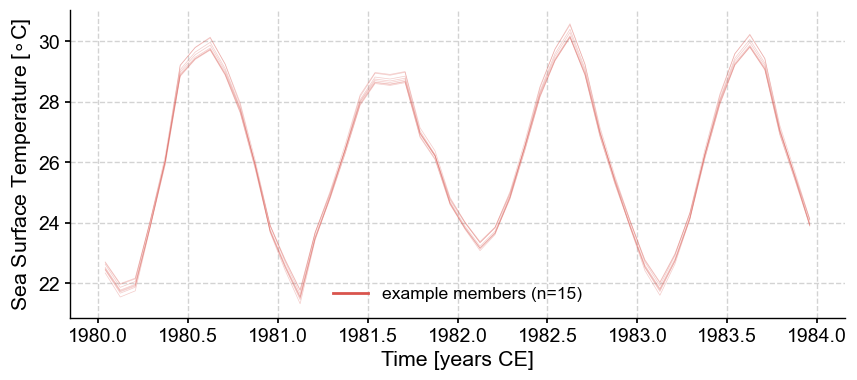 Sea Surface Temperature [∘C]
30
28
26
24
22
example members (n=15)
1980.0 1980.5 1981.0 1981.5 1982.0 1982.5 1983.0 1983.5 1984.0
Time [years CE]